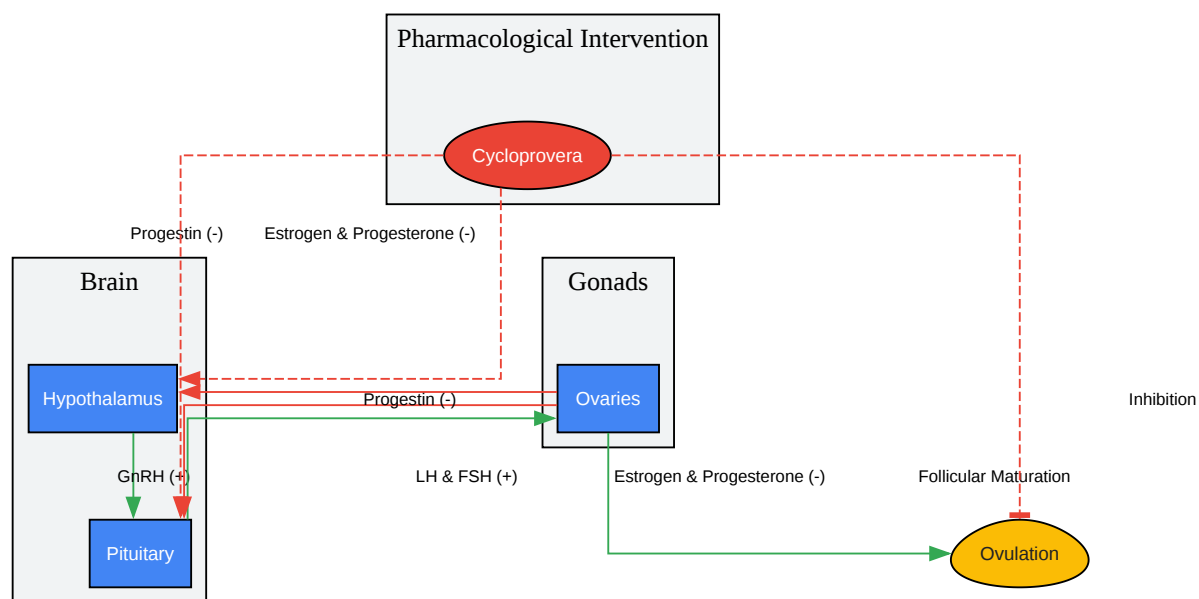 Pharmacological Intervention
Cycloprovera
Progestin (-)
Estrogen & Progesterone (-)
Brain
Gonads
Hypothalamus
Progestin (-)
Ovaries
Inhibition
GnRH (+)
LH & FSH (+)
Estrogen & Progesterone (-)
Follicular Maturation
Pituitary
Ovulation